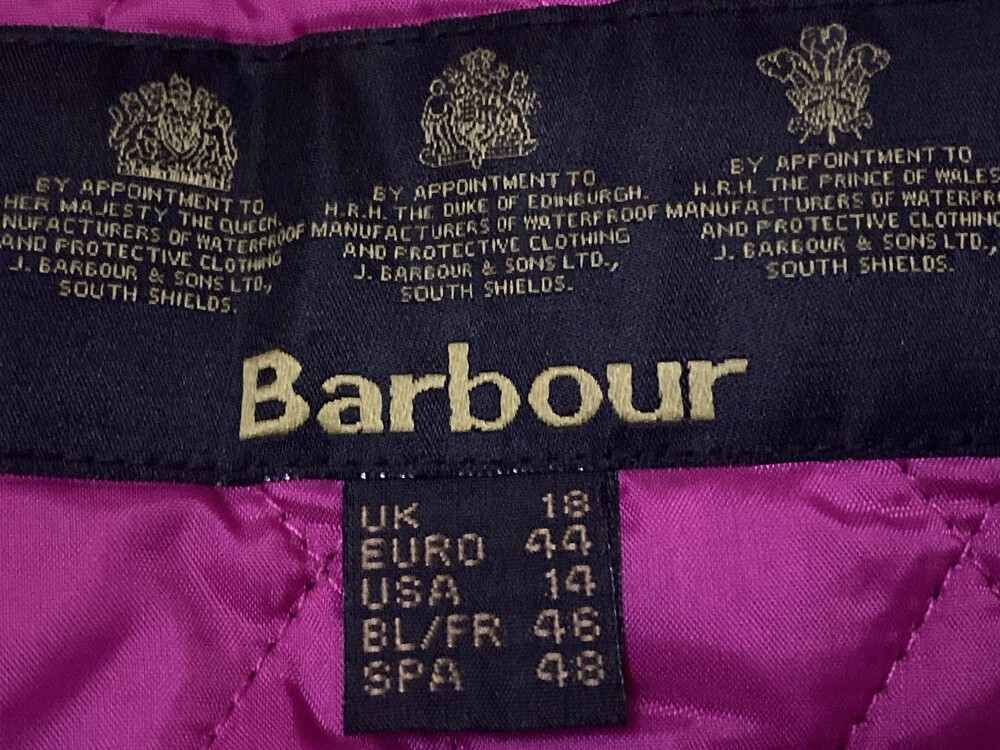 BY APPOINTMENT TO
HER MAJESTY THE QUEEN
NUFACTURERS OF WATERPROOF
AND PROTECTIVE CLOTHING
J. BARBOUR & SONS LTD.,
SOUTH SHIELDS.
BY APPOINTMENT TO
H.R.H. THE DUKE OF EDINBURGH.
MANUFACTURERS OF WATERPROOF
AND PROTECTIVE CLOTHING
J. BARBOUR & SONS LTD.,
SOUTH SHIELDS.
BY APPOINTMENT TO
H.R.H. THE PRINCE OF WALES
MANUFACTURERS OF WATERPRO
AND PROTECTIVE CLOTHING
J. BARBOUR & SONS LTD.,
SOUTH SHIELDS.
Barbour
UK 18
EURO 44
USA 14
BL/FR 46
SPA 48